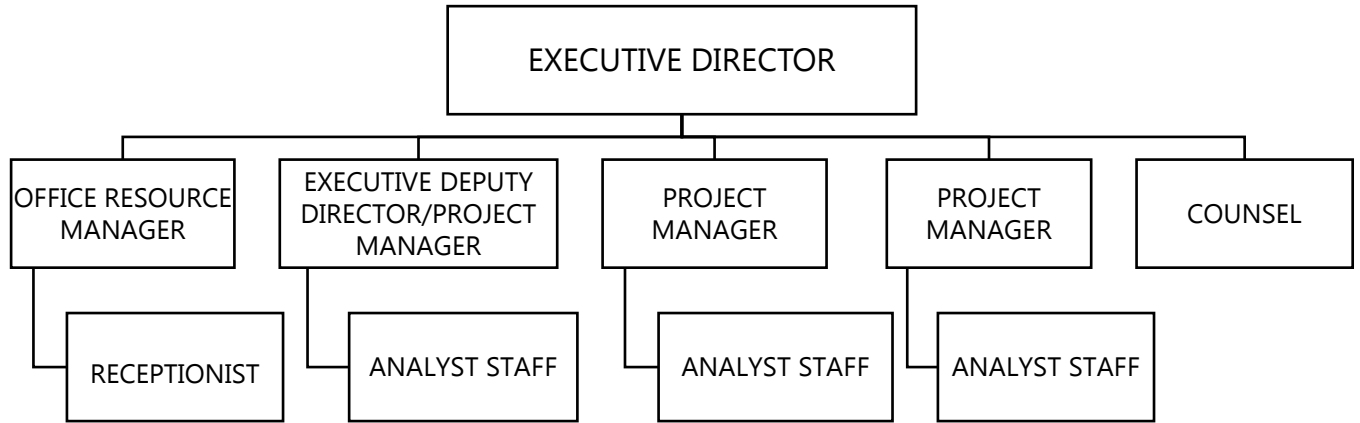 EXECUTIVE DIRECTOR
OFFICE RESOURCE
MANAGER
EXECUTIVE DEPUTY
DIRECTOR/PROJECT
MANAGER
PROJECT
MANAGER
PROJECT
MANAGER
COUNSEL
RECEPTIONIST
ANALYST STAFF
ANALYST STAFF
ANALYST STAFF